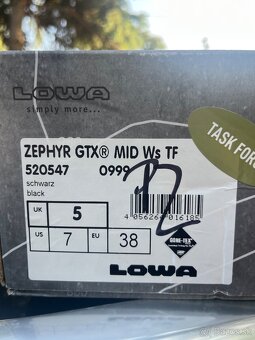 LOWA
simply more...
ZEPHYR GTX® MID Ws TF
520547 0999
schwarz
black
TASK FOR
UK 5
US 7 EU 38
GORE-TEX
LOWA